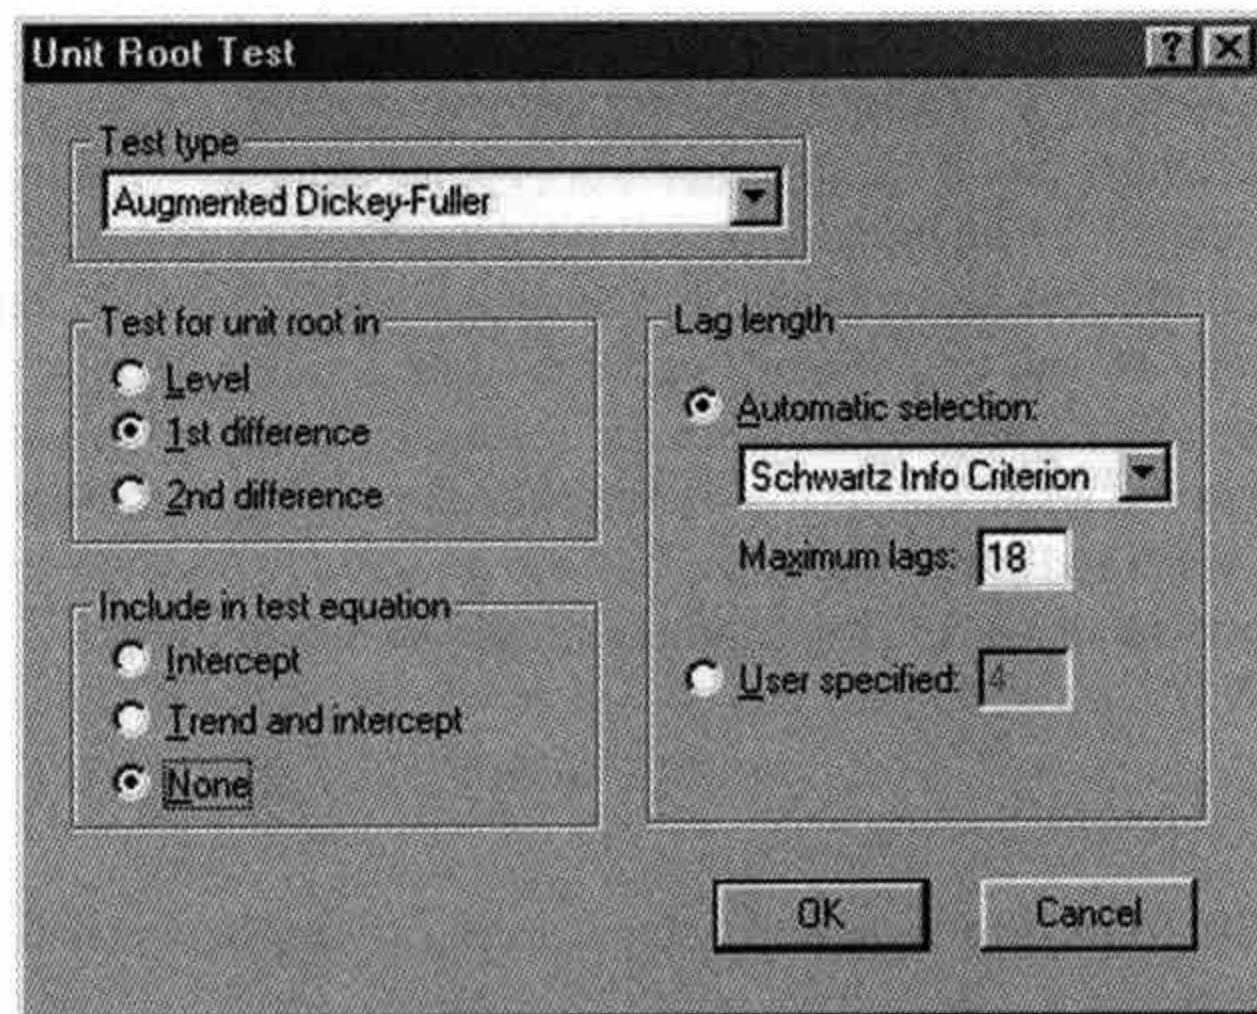 Unit Root Test
Test type
Augmented Dickey-Fuller
Test for unit root in
Level
1st difference
2nd difference
Include in test equation
Intercept
Trend and intercept
None
Lag length
Automatic selection:
Schwartz Info Criterion
Maximum lags: 18
User specified: 4
OK
Cancel